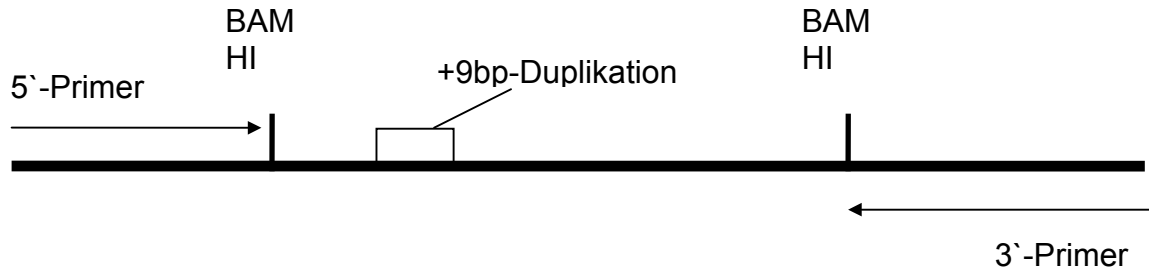 BAM
HI
BAM
HI
+9bp-Duplikation
5`-Primer
3`-Primer